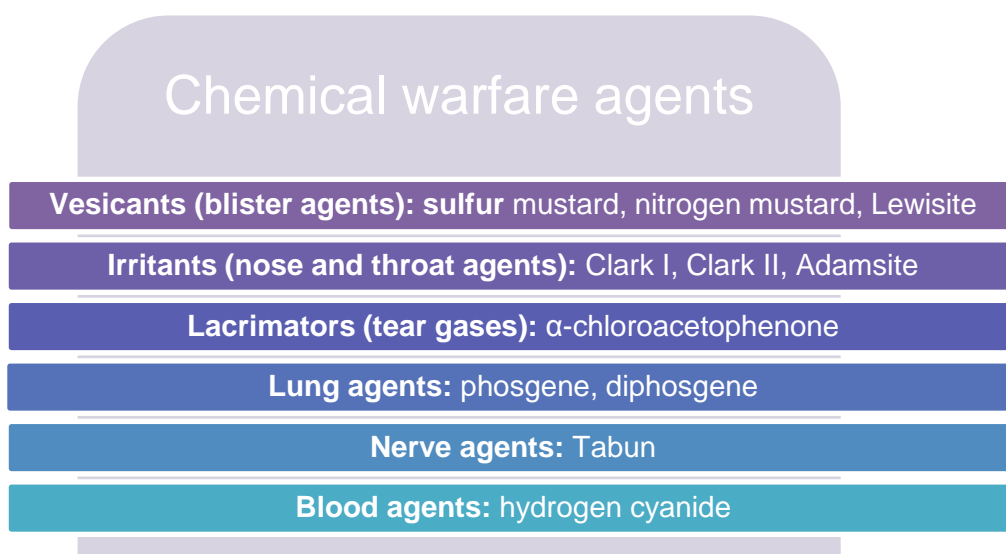 Chemical warfare agents
Vesicants (blister agents): sulfur mustard, nitrogen mustard, Lewisite
Irritants (nose and throat agents): Clark I, Clark II, Adamsite
Lacrimators (tear gases): α-chloroacetophenone
Lung agents: phosgene, diphosgene
Nerve agents: Tabun
Blood agents: hydrogen cyanide